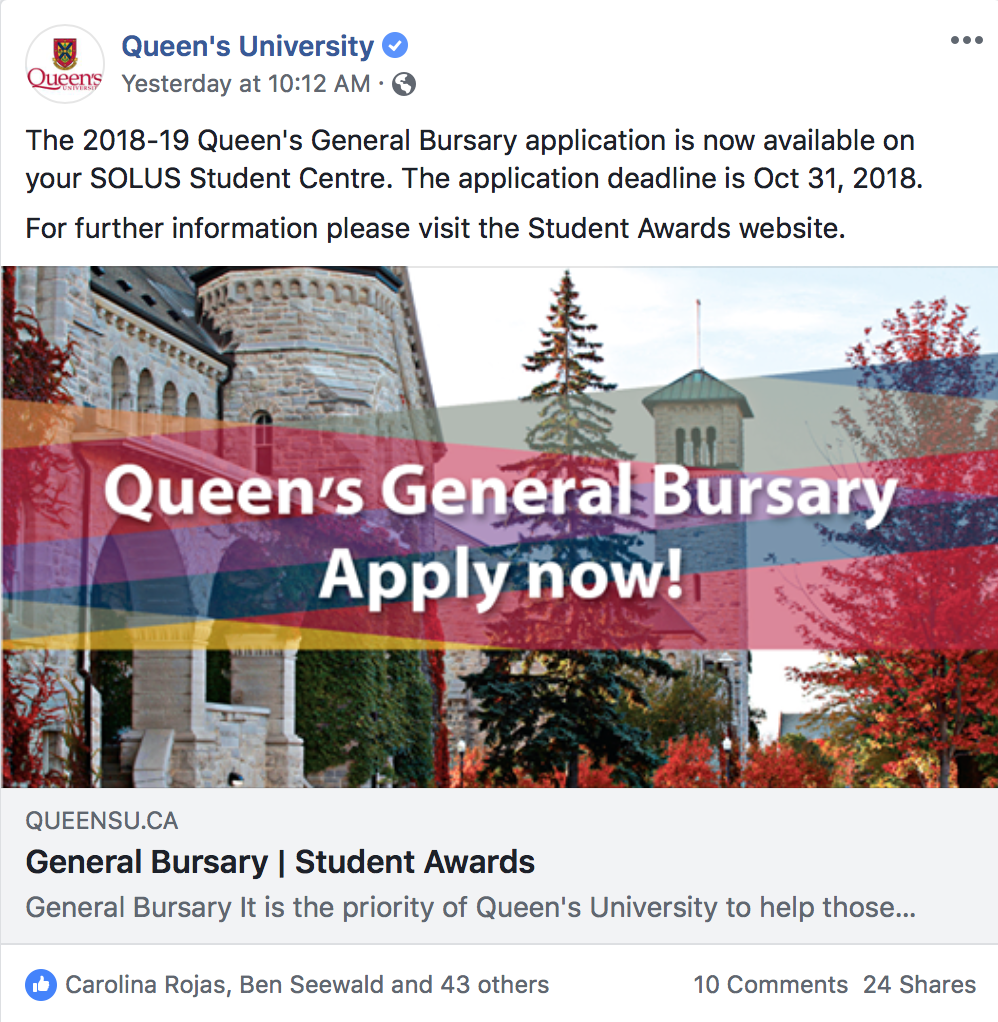 Queen's University
Queen's
UNIVERSITY
Yesterday at 10:12 AM ·
The 2018-19 Queen's General Bursary application is now available on
your SOLUS Student Centre. The application deadline is Oct 31, 2018.
For further information please visit the Student Awards website.
Queen's General Bursary
Apply now!
QUEENSU.CA
General Bursary | Student Awards
General Bursary It is the priority of Queen's University to help those...
Carolina Rojas, Ben Seewald and 43 others
10 Comments 24 Shares